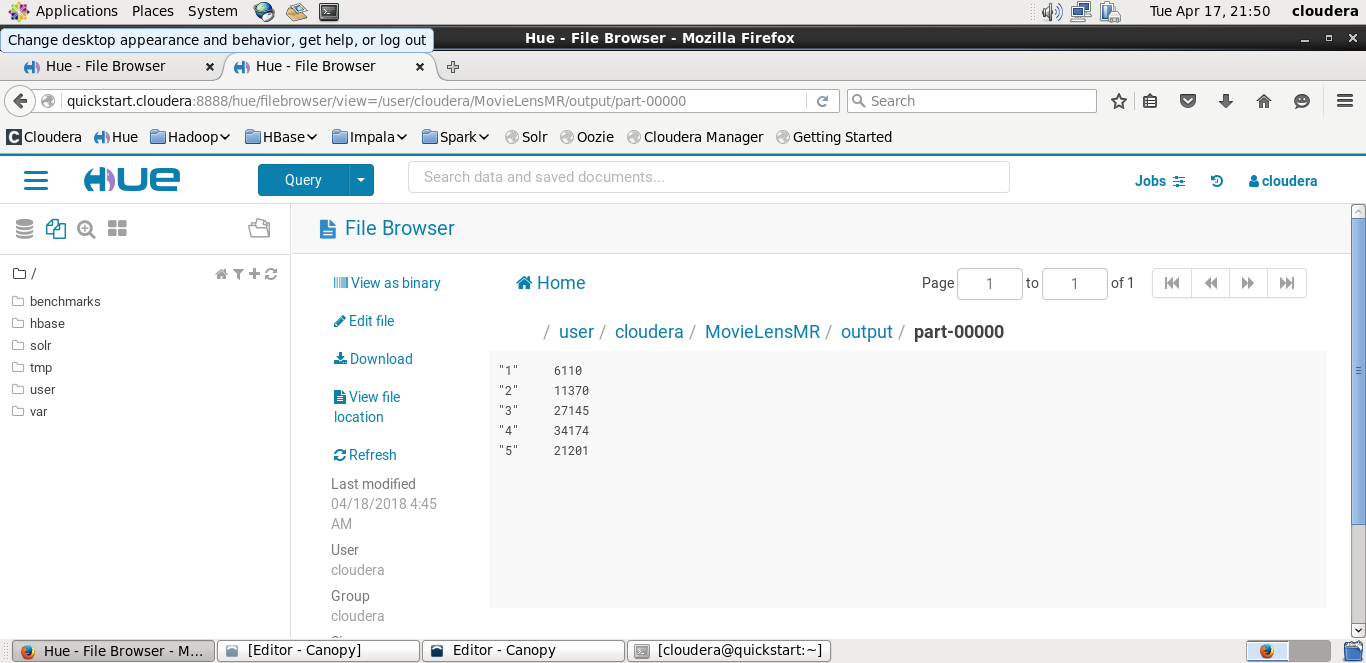 Applications Places System Tue Apr 17, 21:50 cloudera
Change desktop appearance and behavior, get help, or log out
Hue - File Browser - Mozilla Firefox
Hue - File Browser Hue - File Browser
quickstart.cloudera:8888/hue/filebrowser/view=/user/cloudera/MovieLensMR/output/part-00000 Search
Cloudera Hue Hadoop HBase Impala Spark Solr Oozie Cloudera Manager Getting Started
HUE Query Search data and saved documents... Jobs cloudera
File Browser
/
benchmarks
hbase
solr
tmp
user
var
View as binary
Edit file
Download
View file
location
Refresh
Last modified
04/18/2018 4:45
AM
User
cloudera
Group
cloudera
Home Page 1 to 1 of 1
/ user / cloudera / MovieLensMR / output / part-00000
"1" 6110
"2" 11370
"3" 27145
"4" 34174
"5" 21201
Hue - File Browser - M... [Editor - Canopy] Editor - Canopy [cloudera@quickstart:~]